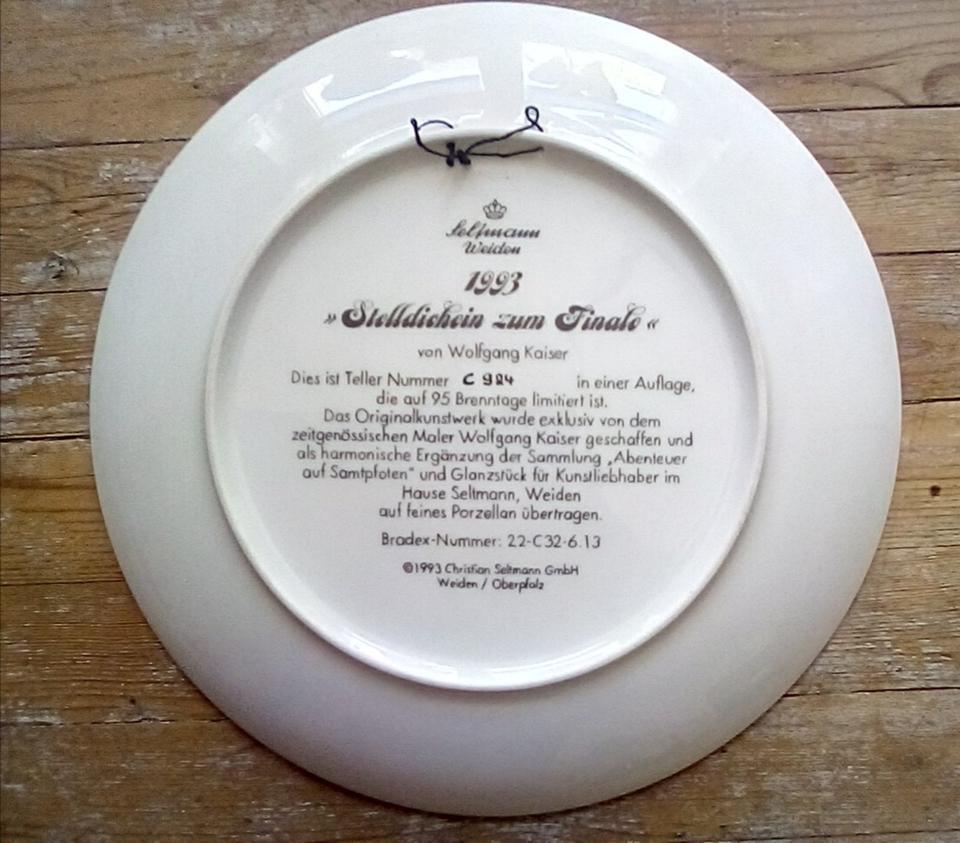 Seltmann
Weiden
1993
»Stelldichein zum Finale«
von Wolfgang Kaiser
Dies ist Teller Nummer C 984 in einer Auflage,
die auf 95 Brenntage limitiert ist.
Das Originalkunstwerk wurde exklusiv von dem
zeitgenössischen Maler Wolfgang Kaiser geschaffen und
als harmonische Ergänzung der Sammlung „Abenteuer
auf Samtpfoten" und Glanzstück für Kunstliebhaber im
Hause Seltmann, Weiden
auf feines Porzellan übertragen.
Bradex-Nummer: 22-C32-6.13
©1993 Christian Seltmann GmbH
Weiden / Oberpfalz